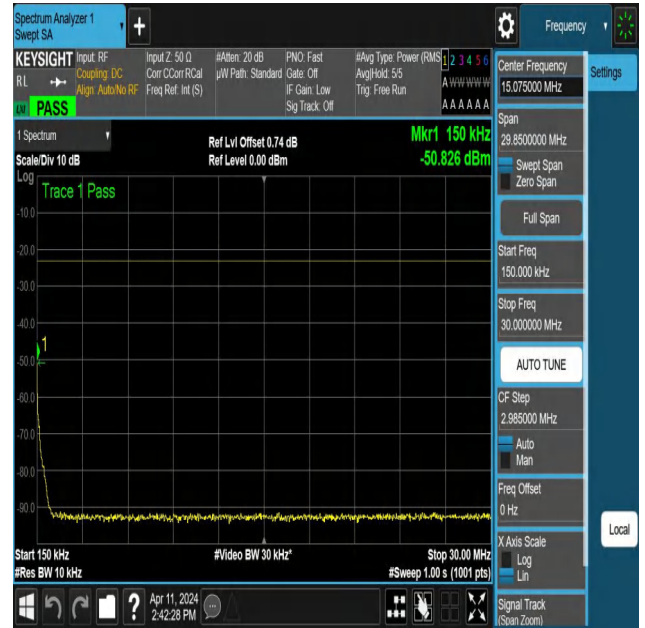 Spectrum Analyzer 1
Swept SA
Frequency
KEYSIGHT
RL
LXI
PASS
Input: RF
Coupling: DC
Align: Auto/No RF
Input Z: 50 Ω
Corr CCorr RCal
Freq Ref: Int (S)
#Atten: 20 dB
µW Path: Standard
PNO: Fast
Gate: Off
IF Gain: Low
Sig Track: Off
#Avg Type: Power (RMS
Avg|Hold: 5/5
Trig: Free Run
1 2 3 4 5 6
A W W W W W
A A A A A A
1 Spectrum
Scale/Div 10 dB
Ref Lvl Offset 0.74 dB
Ref Level 0.00 dBm
Mkr1 150 kHz
-50.826 dBm
Log
Trace 1 Pass
-10.0
-20.0
-30.0
-40.0
1
-50.0
-60.0
-70.0
-80.0
-90.0
Start 150 kHz
#Res BW 10 kHz
#Video BW 30 kHz*
Stop 30.00 MHz
#Sweep 1.00 s (1001 pts)
Apr 11, 2024
2:42:28 PM
Center Frequency
15.075000 MHz
Settings
Span
29.8500000 MHz
Swept Span
Zero Span
Full Span
Start Freq
150.000 kHz
Stop Freq
30.000000 MHz
AUTO TUNE
CF Step
2.985000 MHz
Auto
Man
Freq Offset
0 Hz
X Axis Scale
Log
Lin
Local
Signal Track
(Span Zoom)